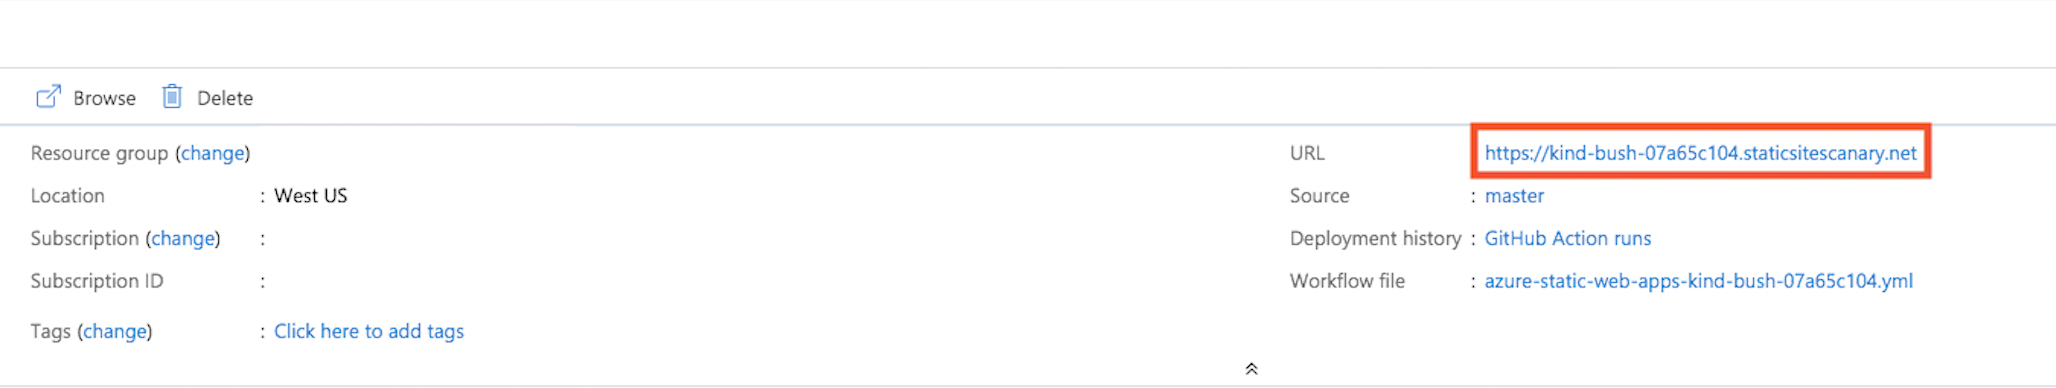 Browse Delete
Resource group (change)
Location : West US
Subscription (change) :
Subscription ID :
Tags (change) : Click here to add tags
URL https://kind-bush-07a65c104.staticsitescanary.net
Source : master
Deployment history : GitHub Action runs
Workflow file : azure-static-web-apps-kind-bush-07a65c104.yml